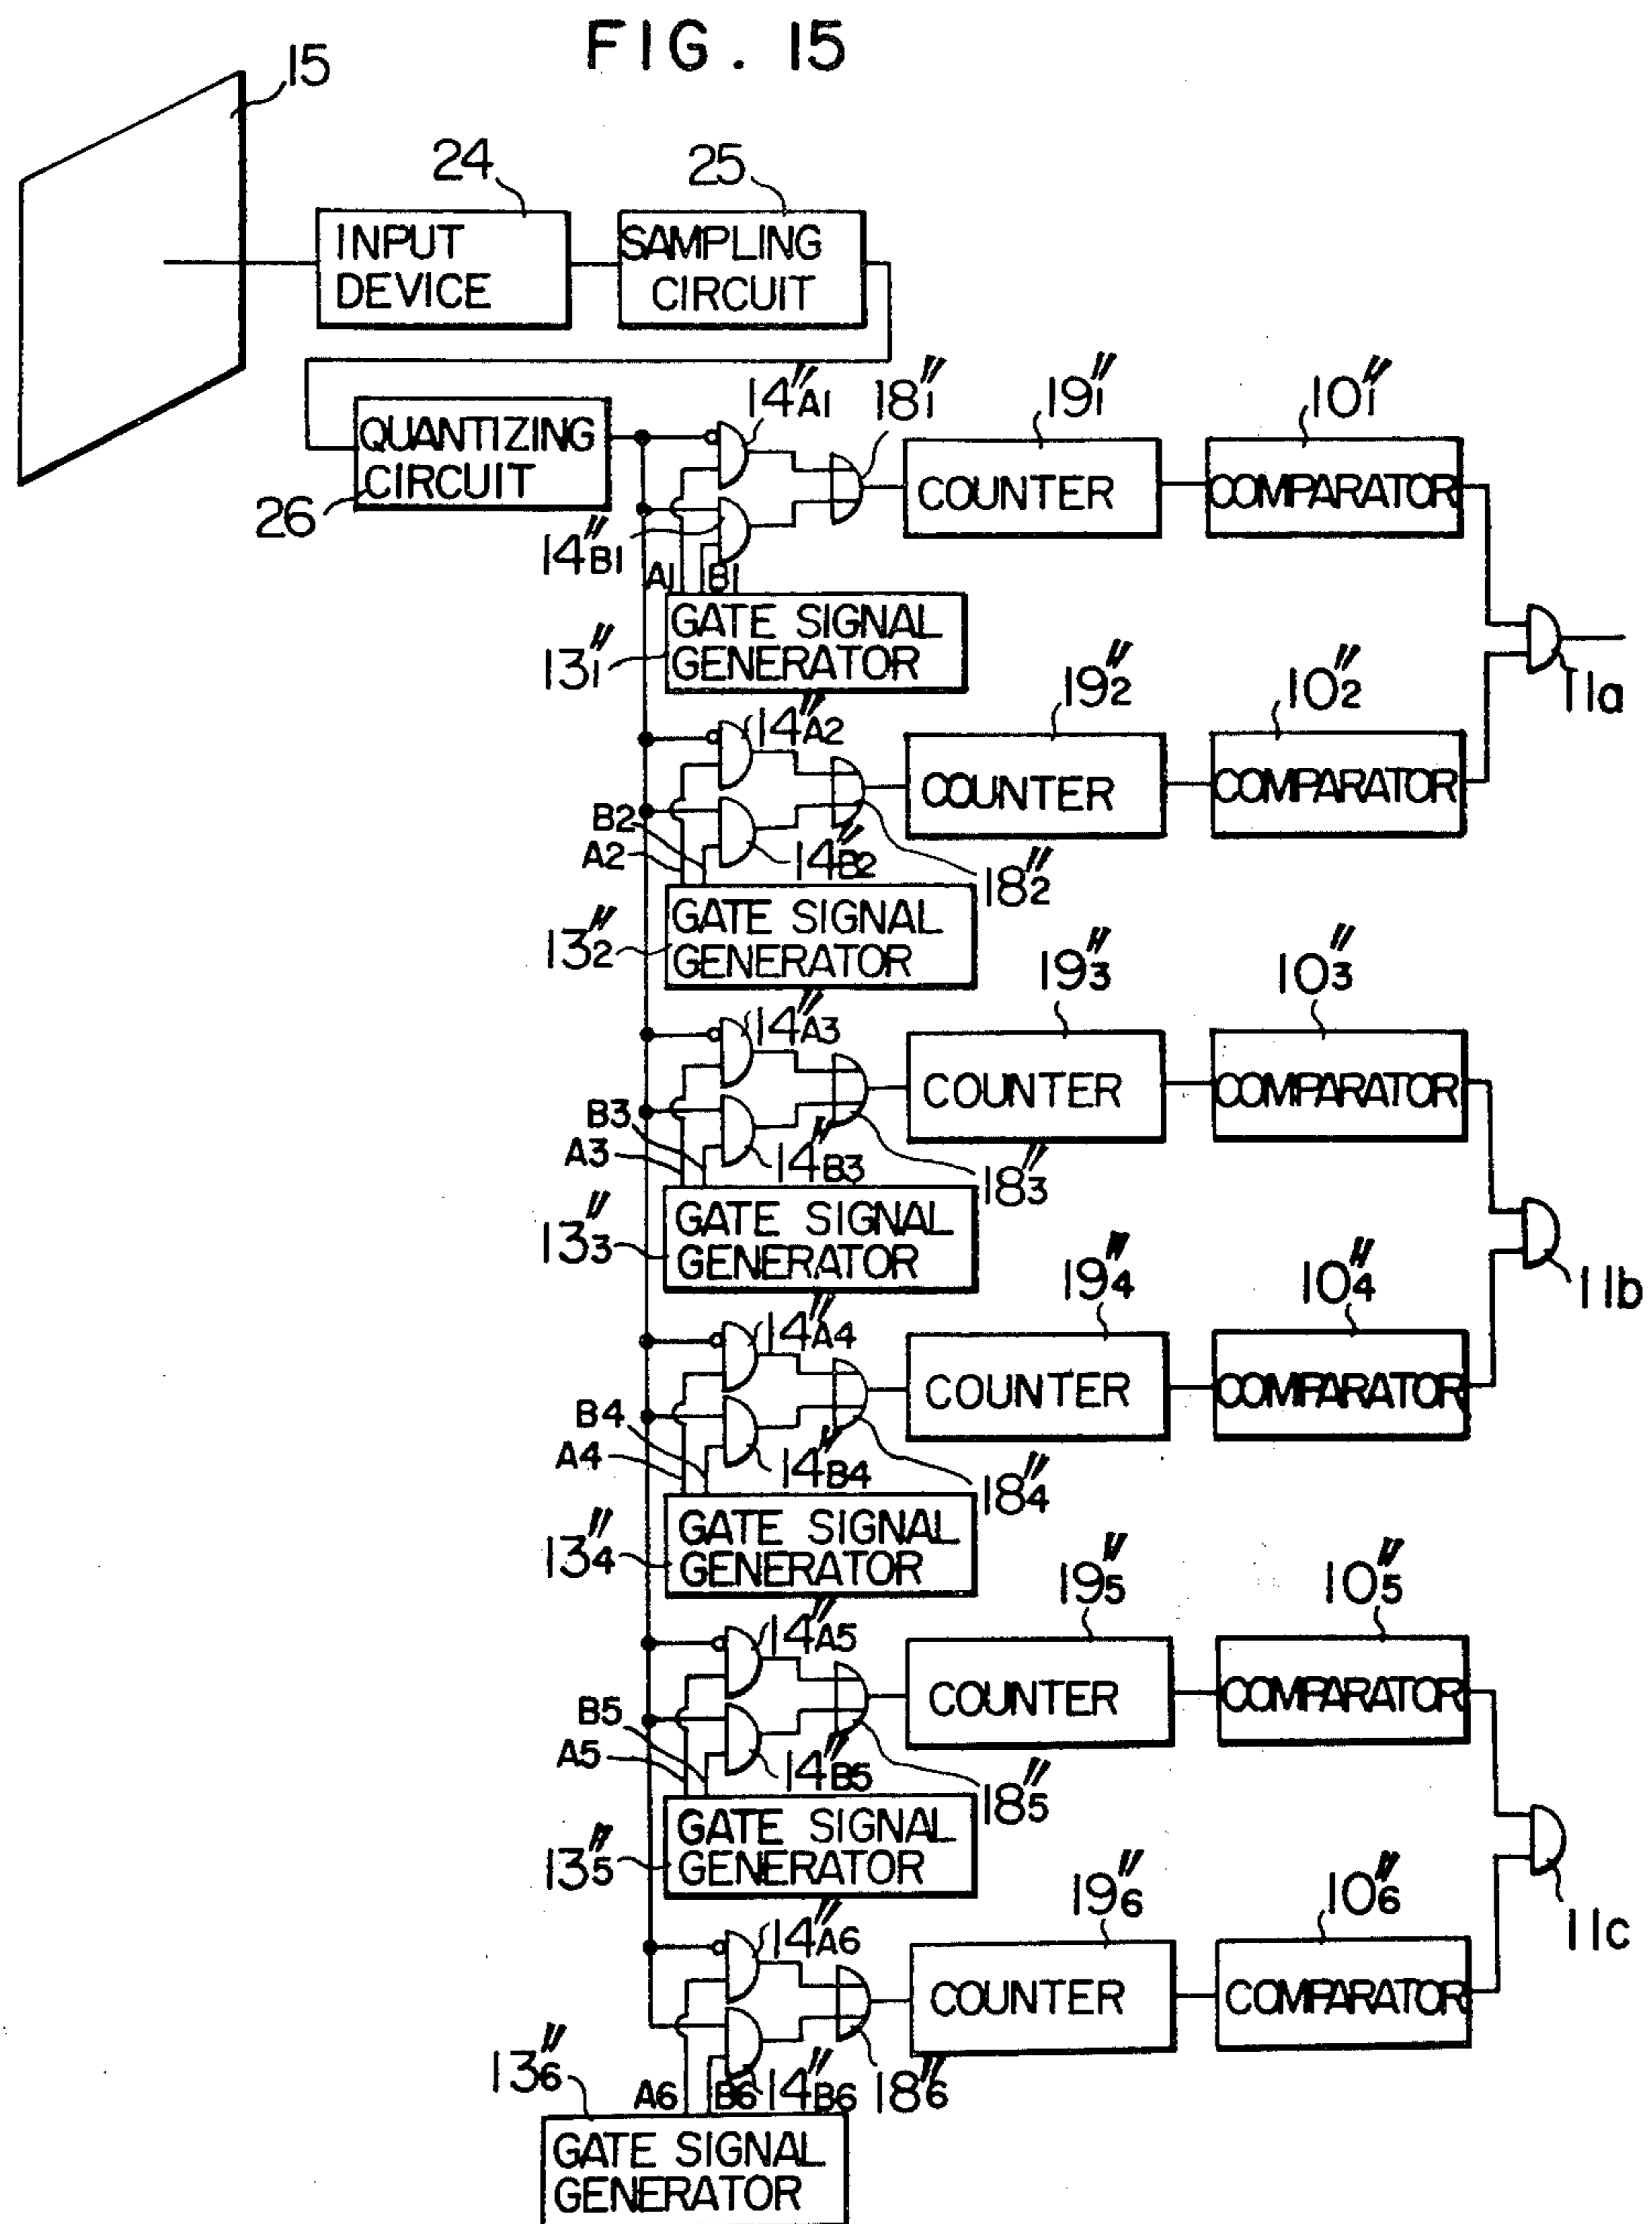 FIG. 15
15
24
25
INPUT
DEVICE
SAMPLING
CIRCUIT
14"A1
18"1
19"1
10"1
QUANTIZING
CIRCUIT
26
COUNTER
COMPARATOR
14"B1
A1
B1
GATE SIGNAL
GENERATOR
13"1
11a
14"A2
19"2
10"2
COUNTER
COMPARATOR
B2
A2
14"B2
18"2
GATE SIGNAL
GENERATOR
13"2
14"A3
19"3
10"3
COUNTER
COMPARATOR
B3
A3
14"B3
18"3
GATE SIGNAL
GENERATOR
13"3
11b
14"A4
19"4
10"4
COUNTER
COMPARATOR
B4
A4
14"B4
18"4
GATE SIGNAL
GENERATOR
13"4
14"A5
19"5
10"5
COUNTER
COMPARATOR
B5
A5
14"B5
18"5
GATE SIGNAL
GENERATOR
13"5
11c
14"A6
19"6
10"6
COUNTER
COMPARATOR
13"6
A6
B6
14"B6
18"6
GATE SIGNAL
GENERATOR